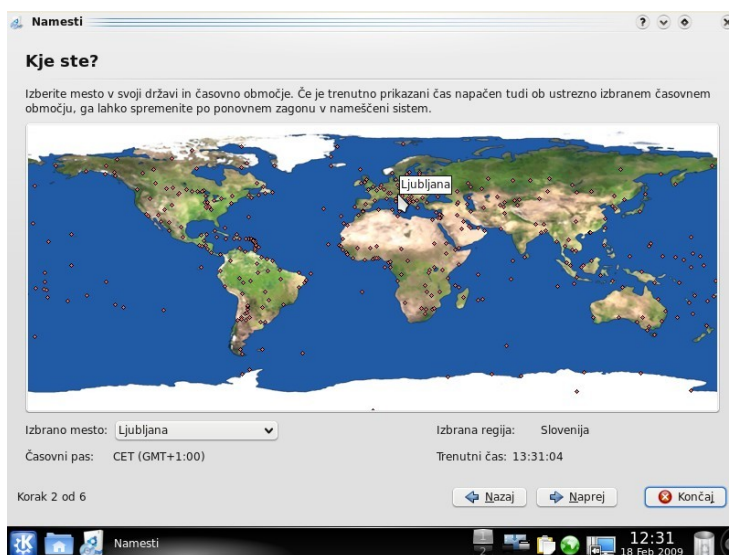 Namesti
Kje ste?
Izberite mesto v svoji državi in časovno območje. Če je trenutno prikazani čas napačen tudi ob ustrezno izbranem časovnem
območju, ga lahko spremenite po ponovnem zagonu v nameščeni sistem.
Ljubljana
Izbrano mesto: Ljubljana
Izbrana regija: Slovenija
Časovni pas: CET (GMT+1:00)
Trenutni čas: 13:31:04
Korak 2 od 6
Nazaj
Naprej
Končaj
Namesti
1
2
12:31
18 Feb 2009